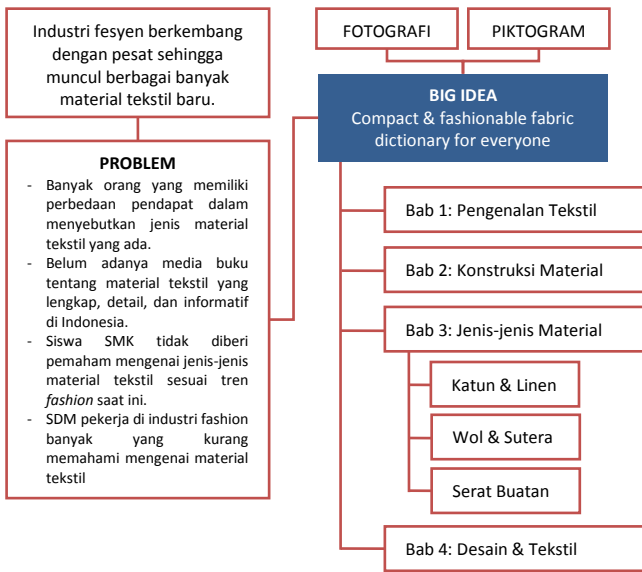 Industri fesyen berkembang
dengan pesat sehingga
muncul berbagai banyak
material tekstil baru.
PROBLEM
- Banyak orang yang memiliki
perbedaan pendapat dalam
menyebutkan jenis material
tekstil yang ada.
- Belum adanya media buku
tentang material tekstil yang
lengkap, detail, dan informatif
di Indonesia.
- Siswa SMK tidak diberi
pemaham mengenai jenis-jenis
material tekstil sesuai tren
fashion saat ini.
- SDM pekerja di industri fashion
banyak yang kurang
memahami mengenai material
tekstil
FOTOGRAFI
PIKTOGRAM
BIG IDEA
Compact & fashionable fabric
dictionary for everyone
Bab 1: Pengenalan Tekstil
Bab 2: Konstruksi Material
Bab 3: Jenis-jenis Material
Katun & Linen
Wol & Sutera
Serat Buatan
Bab 4: Desain & Tekstil